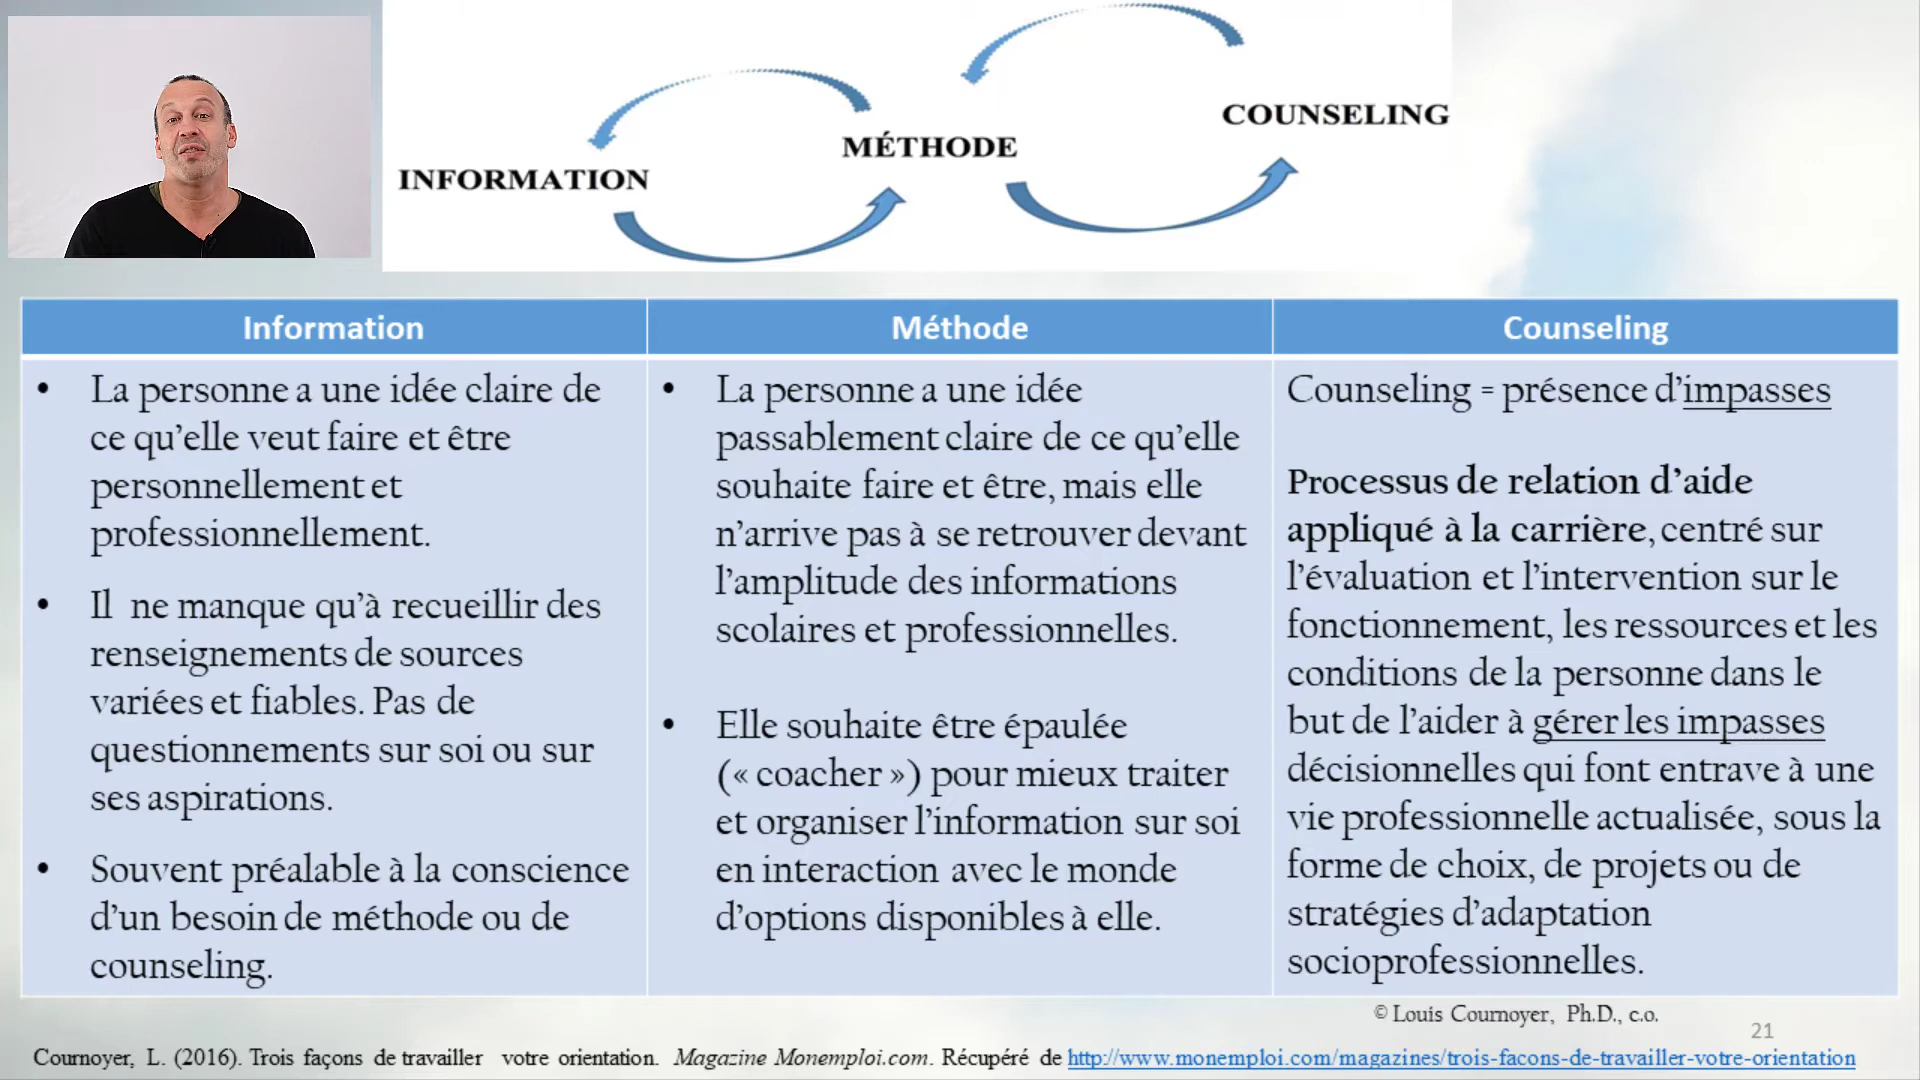 COUNSELING
MÉTHODE
INFORMATION
Information
Méthode
Counseling
• La personne a une idée claire de
ce qu'elle veut faire et être
personnellement et
professionnellement.
• Il ne manque qu'à recueillir des
renseignements de sources
variées et fiables. Pas de
questionnements sur soi ou sur
ses aspirations.
• Souvent préalable à la conscience
d'un besoin de méthode ou de
counseling.
• La personne a une idée
passablement claire de ce qu'elle
souhaite faire et être, mais elle
n'arrive pas à se retrouver devant
l'amplitude des informations
scolaires et professionnelles.
• Elle souhaite être épaulée
(« coacher ») pour mieux traiter
et organiser l'information sur soi
en interaction avec le monde
d'options disponibles à elle.
Counseling = présence d'impasses
Processus de relation d'aide
appliqué à la carrière, centré sur
l'évaluation et l'intervention sur le
fonctionnement, les ressources et les
conditions de la personne dans le
but de l'aider à gérer les impasses
décisionnelles qui font entrave à une
vie professionnelle actualisée, sous la
forme de choix, de projets ou de
stratégies d'adaptation
socioprofessionnelles.
© Louis Cournoyer, Ph.D., c.o.
21
Cournoyer, L. (2016). Trois façons de travailler votre orientation. Magazine Monemploi.com. Récupéré de http://www.monemploi.com/magazines/trois-facons-de-travailler-votre-orientation